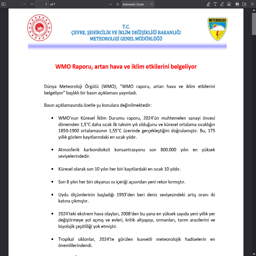 T.C.
ÇEVRE, ŞEHİRCİLİK VE İKLİM DEĞİŞİKLİĞİ BAKANLIĞI
METEOROLOJİ GENEL MÜDÜRLÜĞÜ
WMO Raporu, artan hava ve iklim etkilerini belgeliyor
Dünya Meteoroloji Örgütü (WMO), "WMO raporu, artan hava ve iklim etkilerini
belgeliyor" başlıklı bir basın açıklaması yayınladı.
Basın açıklamasında özetle şu konulara değinilmektedir:
• WMO'nun Küresel İklim Durumu raporu, 2024'ün muhtemelen sanayi öncesi
dönemden 1,5°C daha sıcak ilk takvim yılı olduğunu ve küresel ortalama sıcaklığın
1850-1900 ortalamasının 1,55°C üzerinde gerçekleştiğini doğrulamıştır. Bu, 175
yıllık gözlem kayıtlarındaki en sıcak yıldır.
• Atmosferik karbondioksit konsantrasyonu son 800.000 yılın en yüksek
seviyelerindedir.
• Küresel olarak son 10 yılın her biri kayıtlardaki en sıcak 10 yıldır.
• Son 8 yılın her biri okyanus ısı içeriği açısından yeni rekor kırmıştır.
• Uydu ölçümlerinin başladığı 1993'den beri deniz seviyesindeki artış oranı iki
katına çıkmıştır.
• 2024'teki ekstrem hava olayları, 2008'den bu yana en yüksek sayıda yeni yıllık yer
değiştirmeye yol açmış ve evleri, kritik altyapıyı, ormanları, tarım arazilerini ve
biyolojik çeşitliliği yok etmiştir.
• Tropikal siklonlar, 2024'te görülen kuvvetli meteorolojik hadiselerin en
önemlilerindendi.